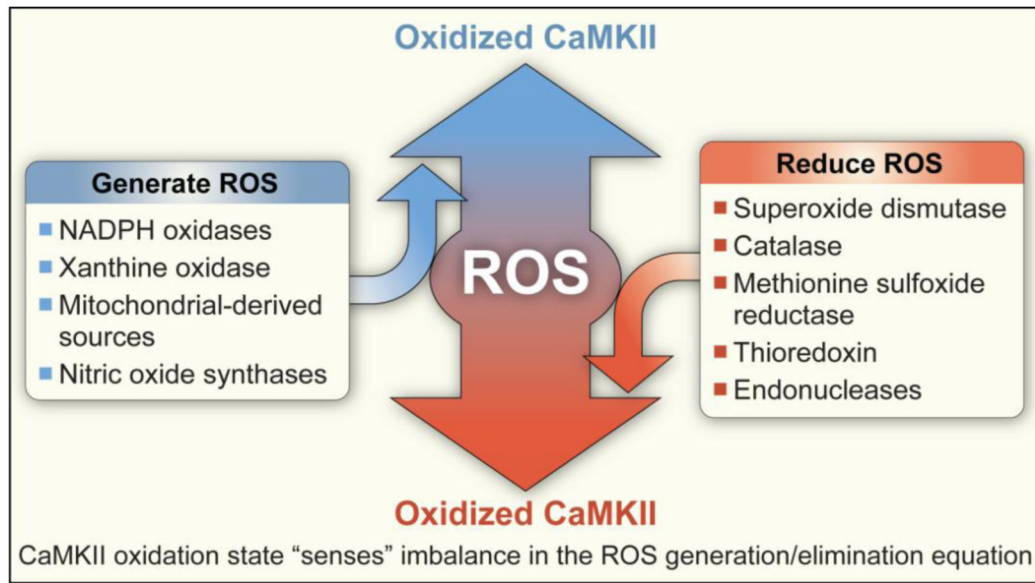 Oxidized CaMKII
Generate ROS
NADPH oxidases
Xanthine oxidase
Mitochondrial-derived
sources
Nitric oxide synthases
ROS
Reduce ROS
Superoxide dismutase
Catalase
Methionine sulfoxide
reductase
Thioredoxin
Endonucleases
Oxidized CaMKII
CaMKII oxidation state “senses” imbalance in the ROS generation/elimination equation